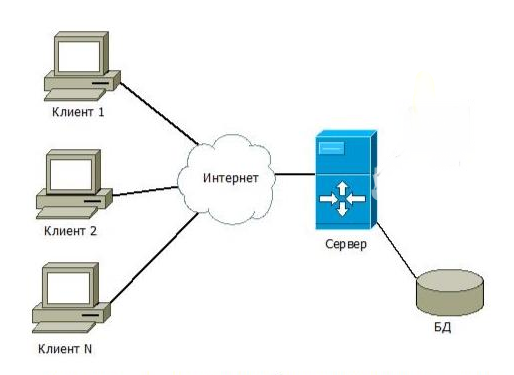 Клиент 1
Клиент 2
Клиент N
Интернет
Сервер
БД